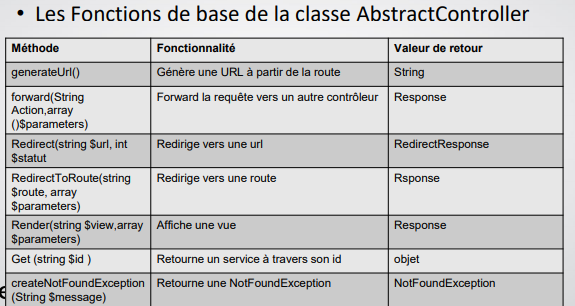 • Les Fonctions de base de la classe AbstractController
Méthode Fonctionnalité Valeur de retour
generateUrl() Génère une URL à partir de la route String
forward(String Forward la requête vers un autre contrôleur Response
Action,array
()$parameters)
Redirect(string $url, int Redirige vers une url RedirectResponse
$statut
RedirectToRoute(string Redirige vers une route Rsponse
$route, array
$parameters)
Render(string $view,array Affiche une vue Response
$parameters)
Get (string $id ) Retourne un service à travers son id objet
createNotFoundException Retourne une NotFoundException NotFoundException
(String $message)